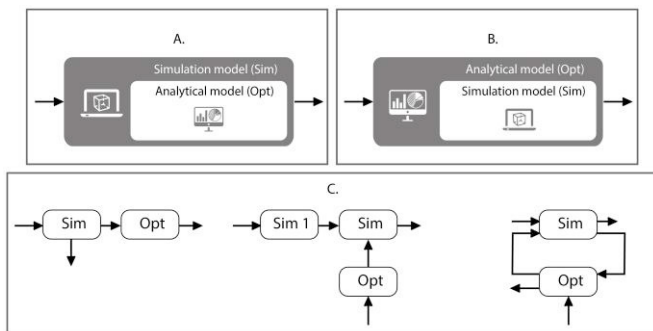 A.
Simulation model (Sim)
Analytical model (Opt)
B.
Analytical model (Opt)
Simulation model (Sim)
C.
Sim
Opt
Sim 1
Sim
Opt
Sim
Opt